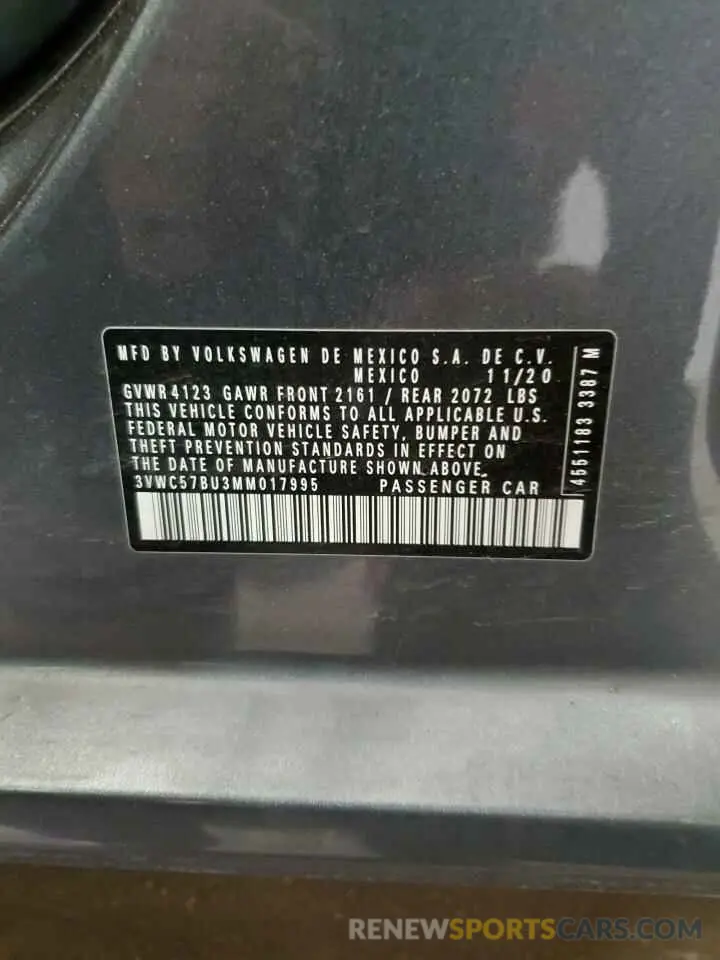 MFD BY VOLKSWAGEN DE MEXICO S.A. DE C.V.
MEXICO 11/20
GVWR 4123 GAWR FRONT 2161 / REAR 2072 LBS
THIS VEHICLE CONFORMS TO ALL APPLICABLE U.S.
FEDERAL MOTOR VEHICLE SAFETY, BUMPER AND
THEFT PREVENTION STANDARDS IN EFFECT ON
THE DATE OF MANUFACTURE SHOWN ABOVE.
3VWC57BU3MM017995 PASSENGER CAR
4551183 3387 M
RENEWSPORTSCARS.COM